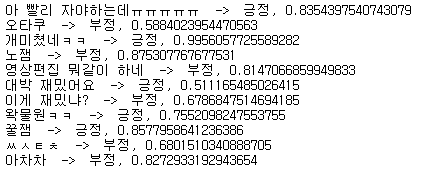 아 빨리 자야하는데ㅠㅠㅠㅠㅠ -> 긍정, 0.8354397540743079
오타쿠 -> 부정, 0.5884023954470563
개미쳤네ㅋㅋ -> 긍정, 0.9956057725589282
노잼 -> 부정, 0.875307767677531
영상편집 뭐같이 하네 -> 부정, 0.8147066859949833
대박 재밌어요 -> 긍정, 0.511165485026415
이게 재밌냐? -> 부정, 0.6786847514694185
왁물원ㅋㅋ -> 긍정, 0.7552098247553755
꿀잼 -> 긍정, 0.8577958641236386
ㅆㅅㅌㅊ -> 부정, 0.6801510340888705
아차차 -> 부정, 0.8272933192943654